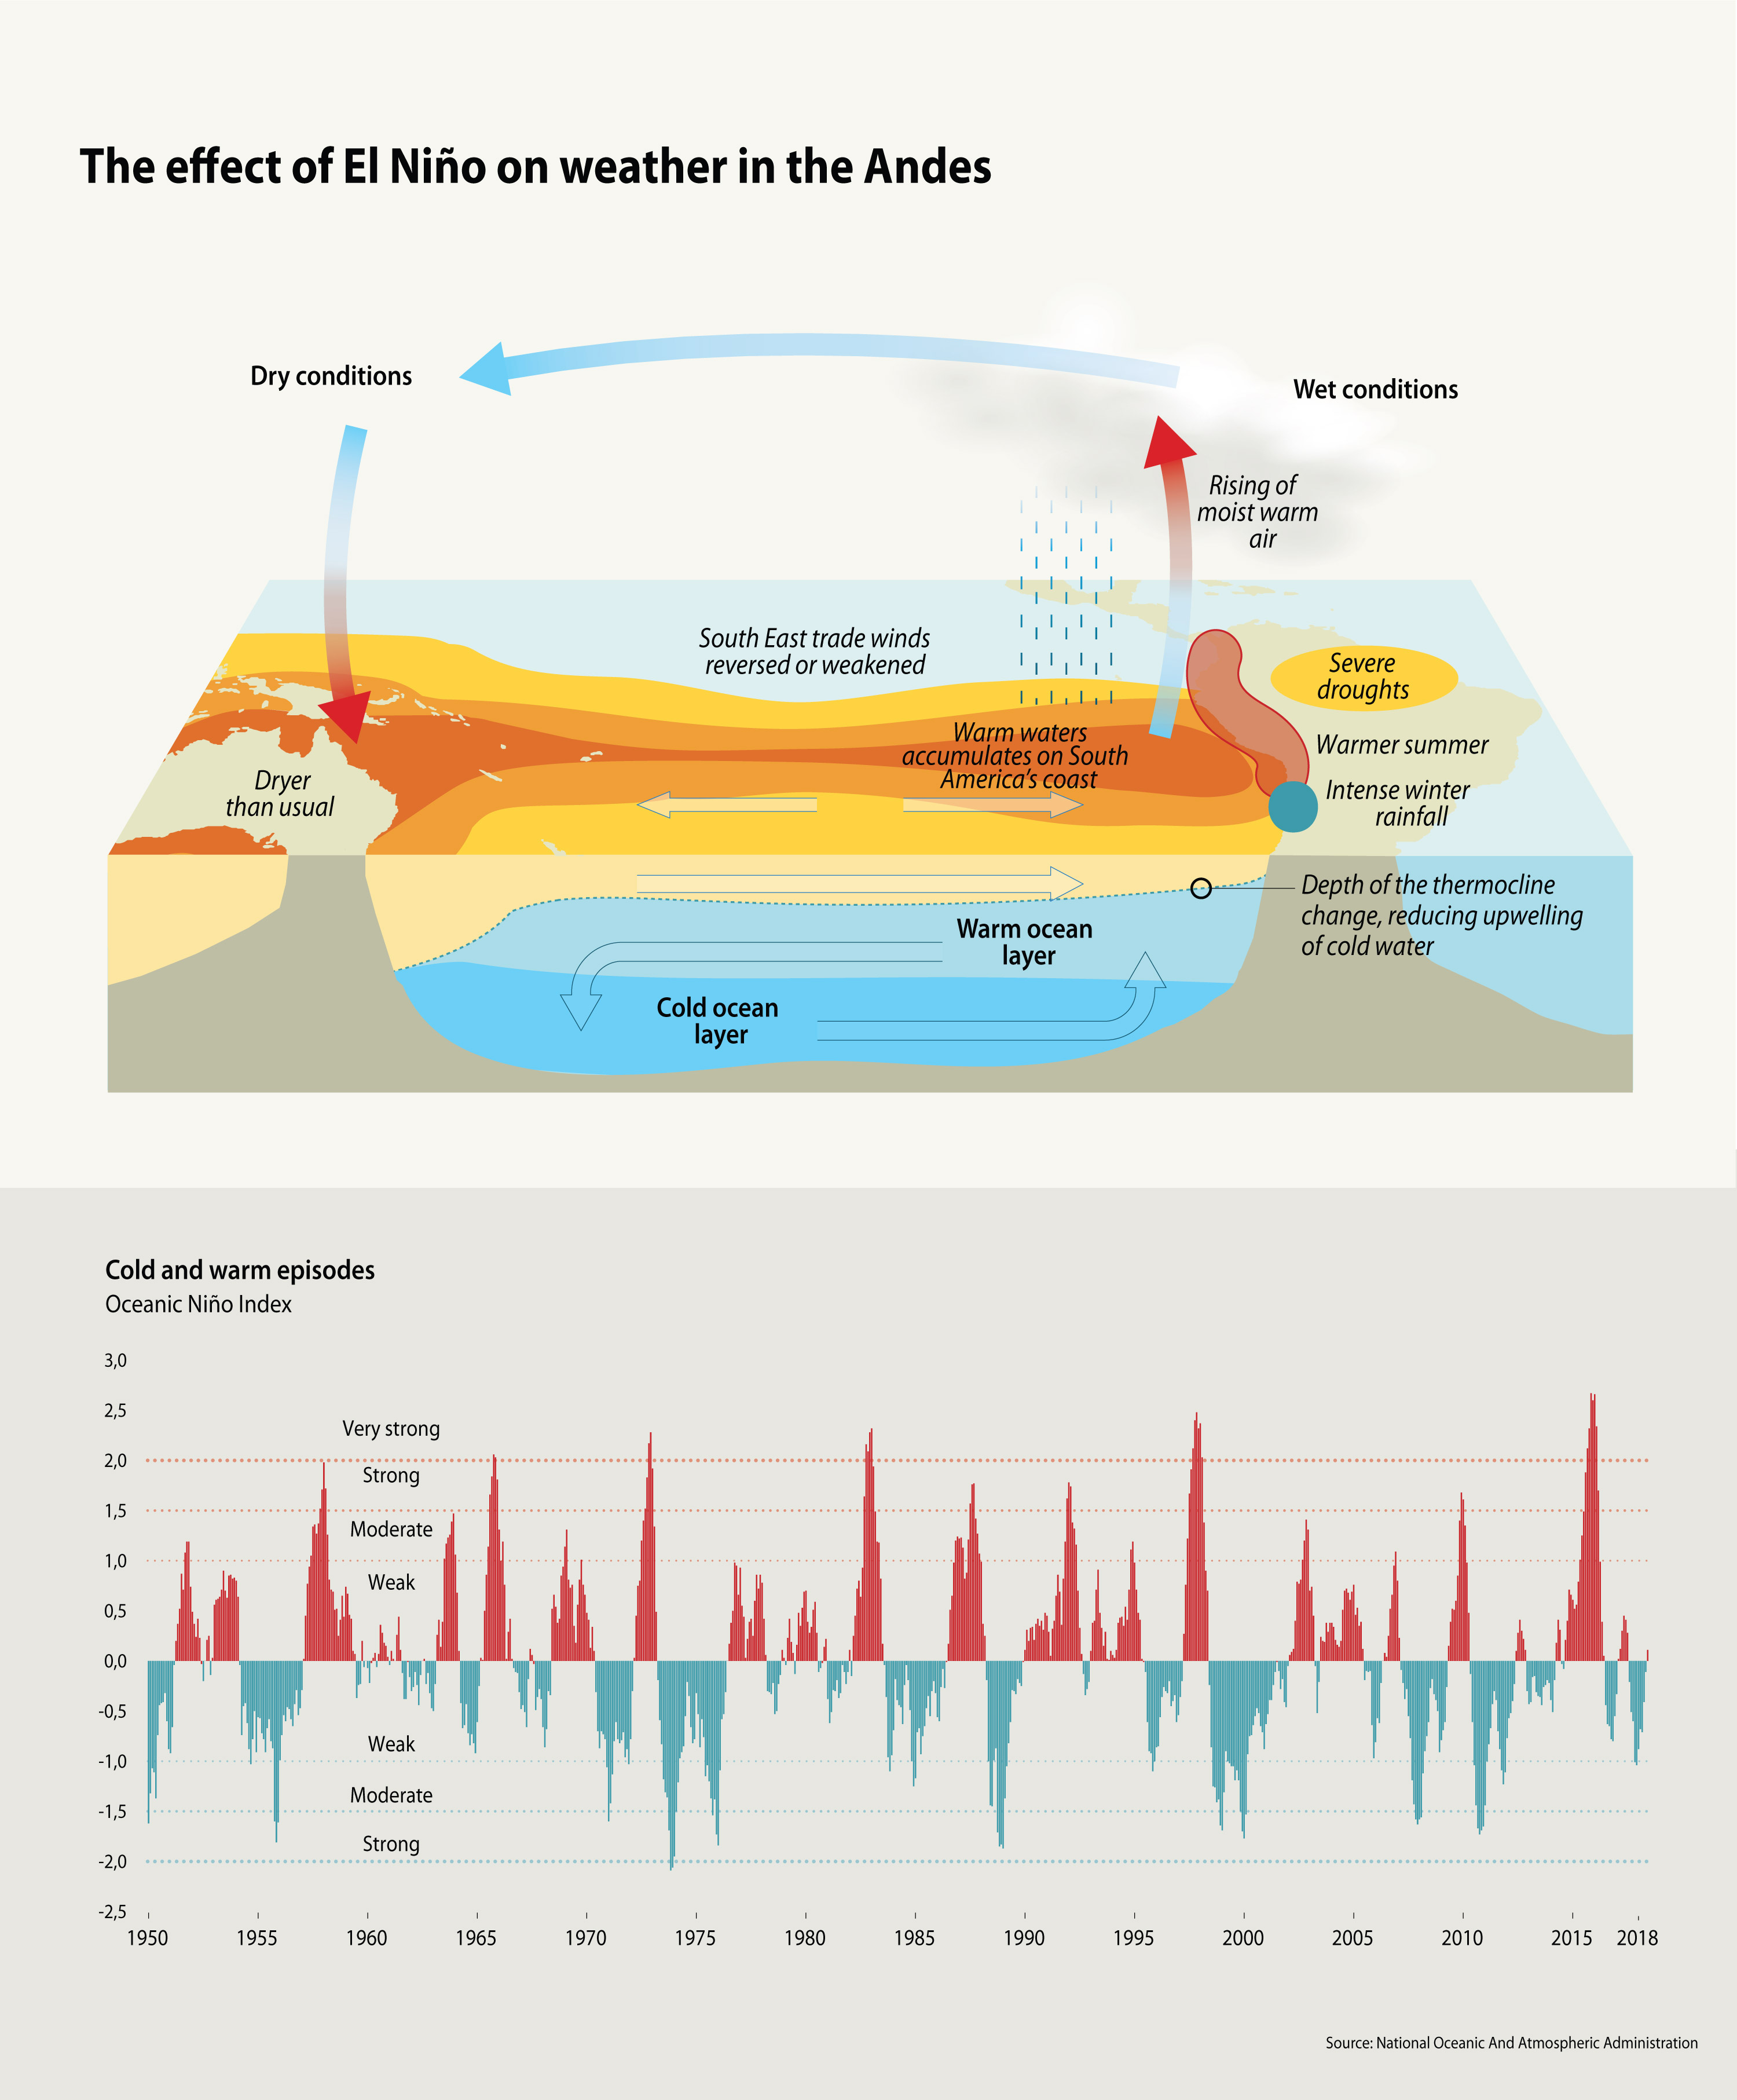 The effect of El Niño on weather in the Andes
Dry conditions
Wet conditions
Rising of
moist warm
air
South East trade winds
reversed or weakened
Severe
droughts
Warm waters
accumulates on South
America's coast
Warmer summer
Dryer
than usual
Intense winter
rainfall
Depth of the thermocline
change, reducing upwelling
of cold water
Warm ocean
layer
Cold ocean
layer
Cold and warm episodes
Oceanic Niño Index
3,0
2,5
Very strong
2,0
Strong
1,5
Moderate
1,0
Weak
0,5
0,0
-0,5
Weak
-1,0
Moderate
-1,5
Strong
-2,0
-2,5
1950 1955 1960 1965 1970 1975 1980 1985 1990 1995 2000 2005 2010 2015 2018
Source: National Oceanic And Atmospheric Administration